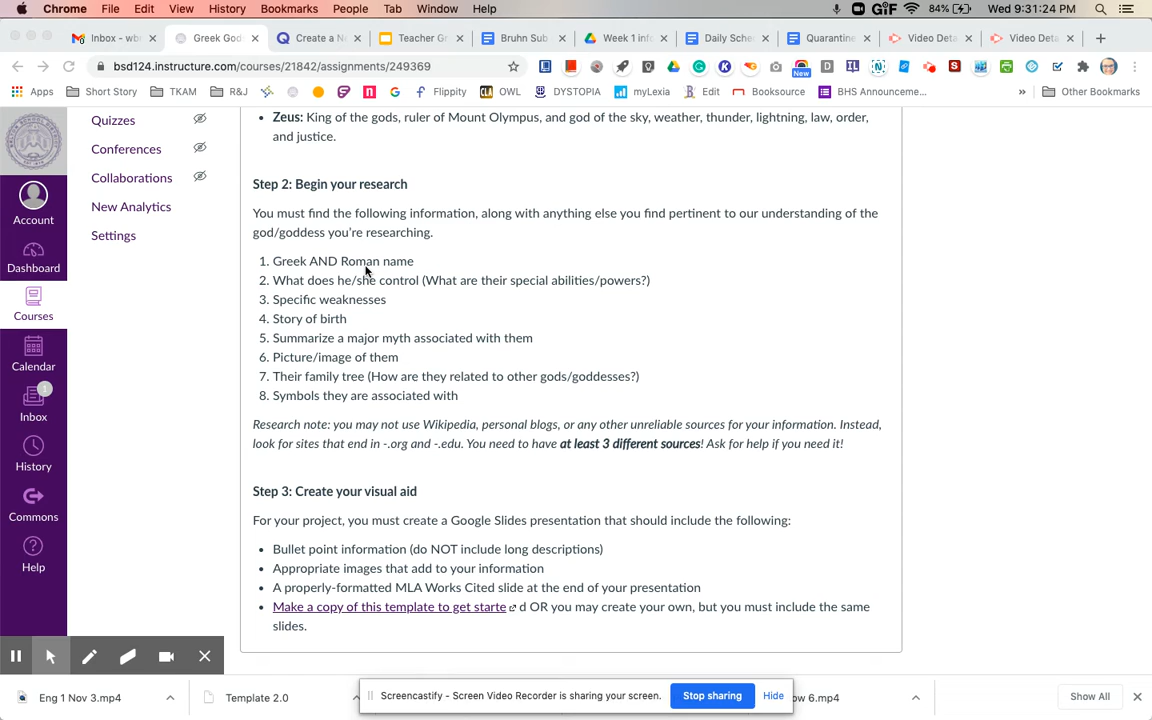 Chrome File Edit View History Bookmarks People Tab Window Help 84% Wed 9:31:24 PM
Inbox - wb Greek God Create a N Teacher Gr Bruhn Sub Week 1 info Daily Sche Quarantine Video Deta Video Deta
bsd124.instructure.com/courses/21842/assignments/249369
Apps Short Story TKAM R&J Flippity OWL DYSTOPIA myLexia Edit Booksource BHS Announceme... » Other Bookmarks
Quizzes
Conferences
Collaborations
New Analytics
Settings
Account
Dashboard
Courses
Calendar
1
Inbox
History
Commons
Help
• Zeus: King of the gods, ruler of Mount Olympus, and god of the sky, weather, thunder, lightning, law, order,
and justice.
Step 2: Begin your research
You must find the following information, along with anything else you find pertinent to our understanding of the
god/goddess you're researching.
1. Greek AND Roman name
2. What does he/she control (What are their special abilities/powers?)
3. Specific weaknesses
4. Story of birth
5. Summarize a major myth associated with them
6. Picture/image of them
7. Their family tree (How are they related to other gods/goddesses?)
8. Symbols they are associated with
Research note: you may not use Wikipedia, personal blogs, or any other unreliable sources for your information. Instead,
look for sites that end in -.org and -.edu. You need to have at least 3 different sources! Ask for help if you need it!
Step 3: Create your visual aid
For your project, you must create a Google Slides presentation that should include the following:
• Bullet point information (do NOT include long descriptions)
• Appropriate images that add to your information
• A properly-formatted MLA Works Cited slide at the end of your presentation
• Make a copy of this template to get starte d OR you may create your own, but you must include the same
slides.
Eng 1 Nov 3.mp4 Template 2.0 ow 6.mp4 Show All
Screencastify - Screen Video Recorder is sharing your screen. Stop sharing Hide